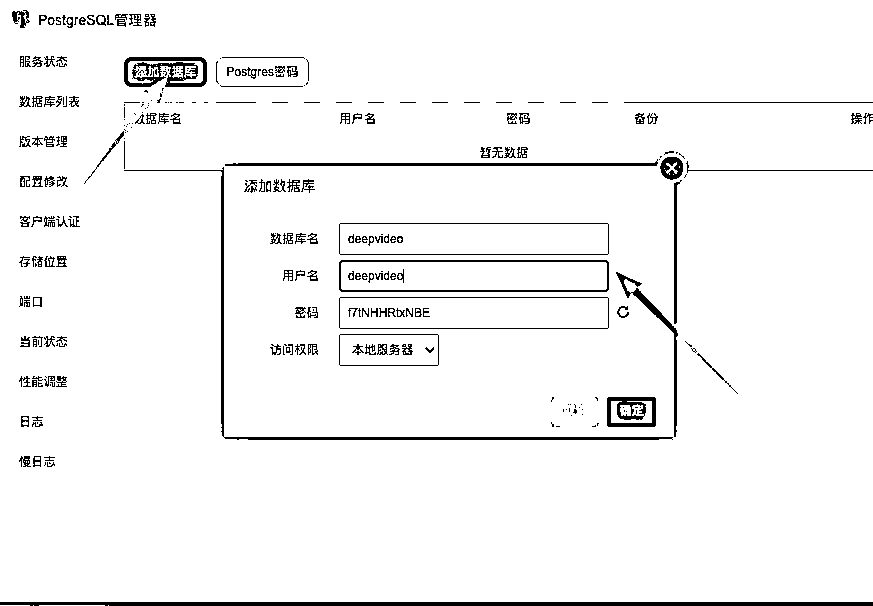 PostgreSQL管理器
服务状态
添加数据库 Postgres密码
数据库列表
数据库名 用户名 密码 备份 操作
版本管理
暂无数据
配置修改
添加数据库
客户端认证
数据库名 deepvideo
存储位置
用户名 deepvideo
端口
密码 f7tNHHRtxNBE
当前状态
访问权限 本地服务器
性能调整
确定
日志
慢日志